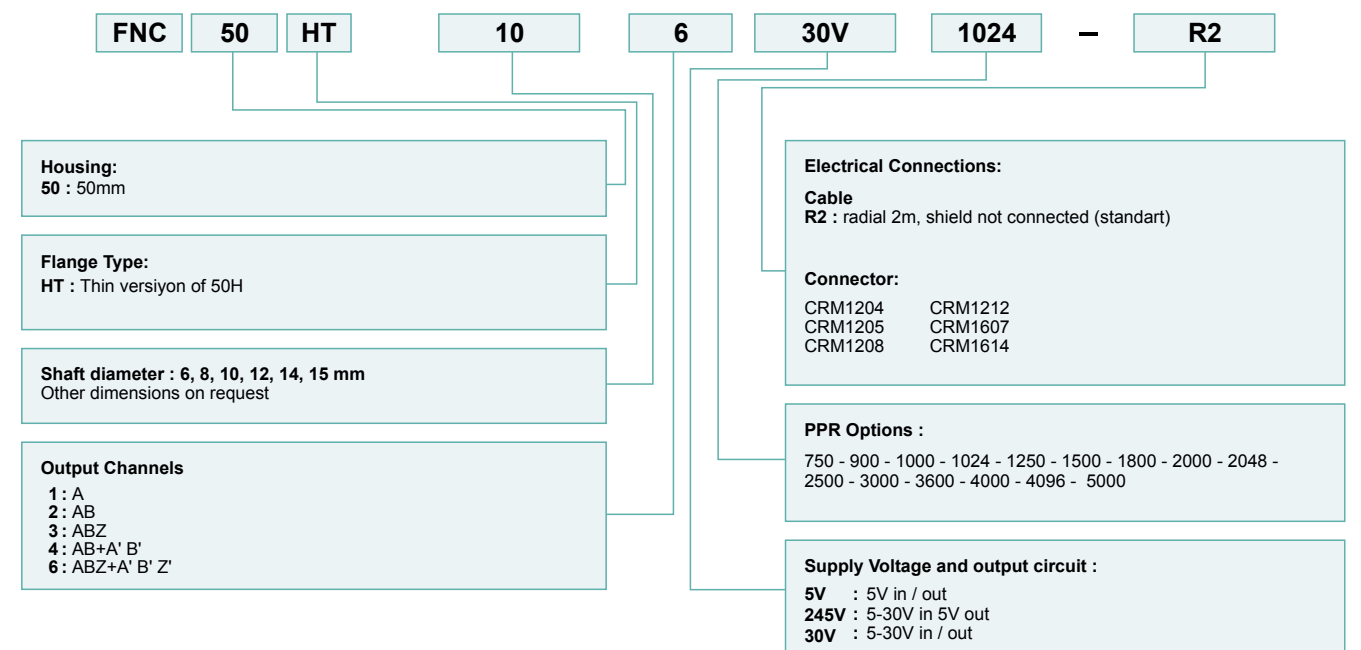 FNC 50 HT 10 6 30V 1024 – R2
Housing:
50 : 50mm
Flange Type:
HT : Thin versiyon of 50H
Shaft diameter : 6, 8, 10, 12, 14, 15 mm
Other dimensions on request
Output Channels
1 : A
2 : AB
3 : ABZ
4 : AB+A' B'
6 : ABZ+A' B' Z'
Electrical Connections:
Cable
R2 : radial 2m, shield not connected (standart)
Connector:
CRM1204 CRM1212
CRM1205 CRM1607
CRM1208 CRM1614
PPR Options :
750 - 900 - 1000 - 1024 - 1250 - 1500 - 1800 - 2000 - 2048 -
2500 - 3000 - 3600 - 4000 - 4096 - 5000
Supply Voltage and output circuit :
5V : 5V in / out
245V : 5-30V in 5V out
30V : 5-30V in / out